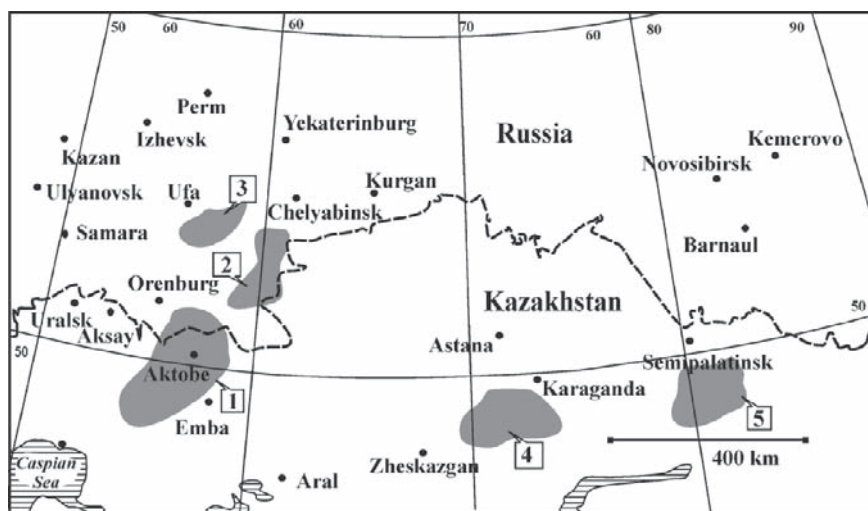 50
60
60
70
60
80
90
Perm
Izhevsk
Yekaterinburg
Russia
Kemerovo
Kazan
Novosibirsk
Ulyanovsk
Ufa
3
Kurgan
Chelyabinsk
Samara
Barnaul
2
Orenburg
Kazakhstan
50
Uralsk
Aksay
50
Astana
Semipalatinsk
Aktobe
Karaganda
1
5
Emba
4
400 km
Zheskazgan
Caspian
Sea
Aral